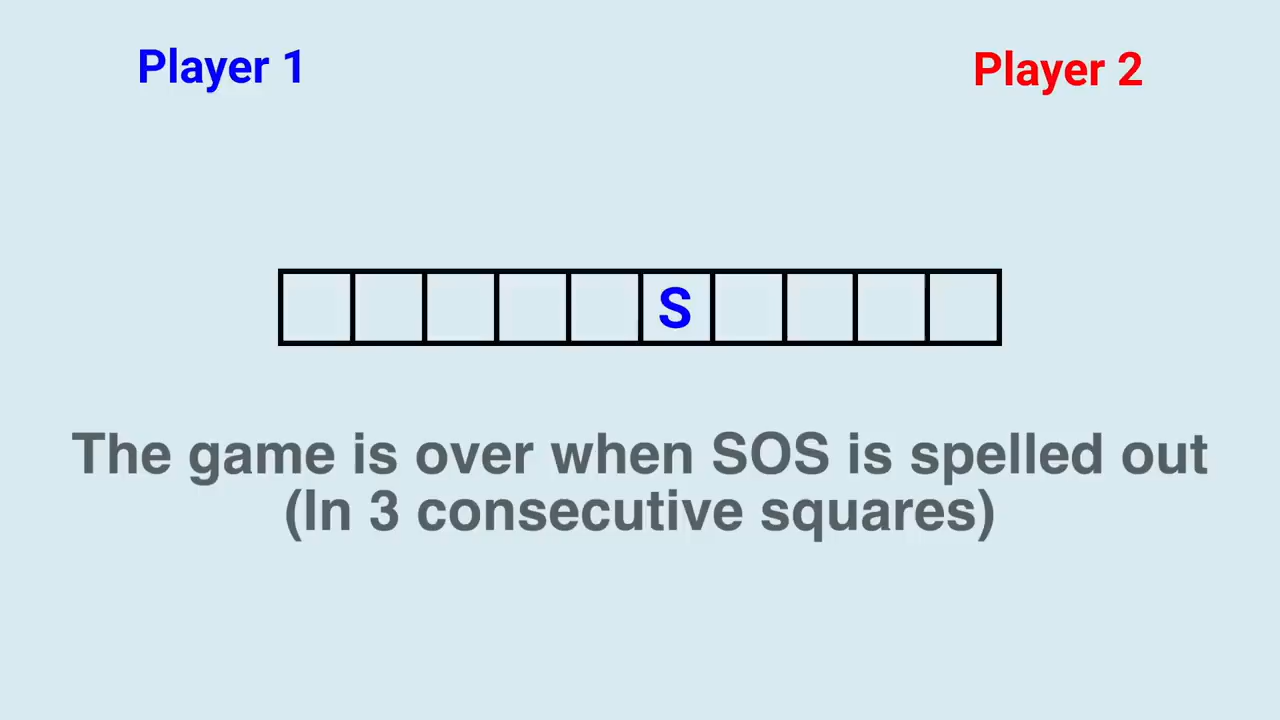 Player 1
Player 2
S
The game is over when SOS is spelled out
(In 3 consecutive squares)